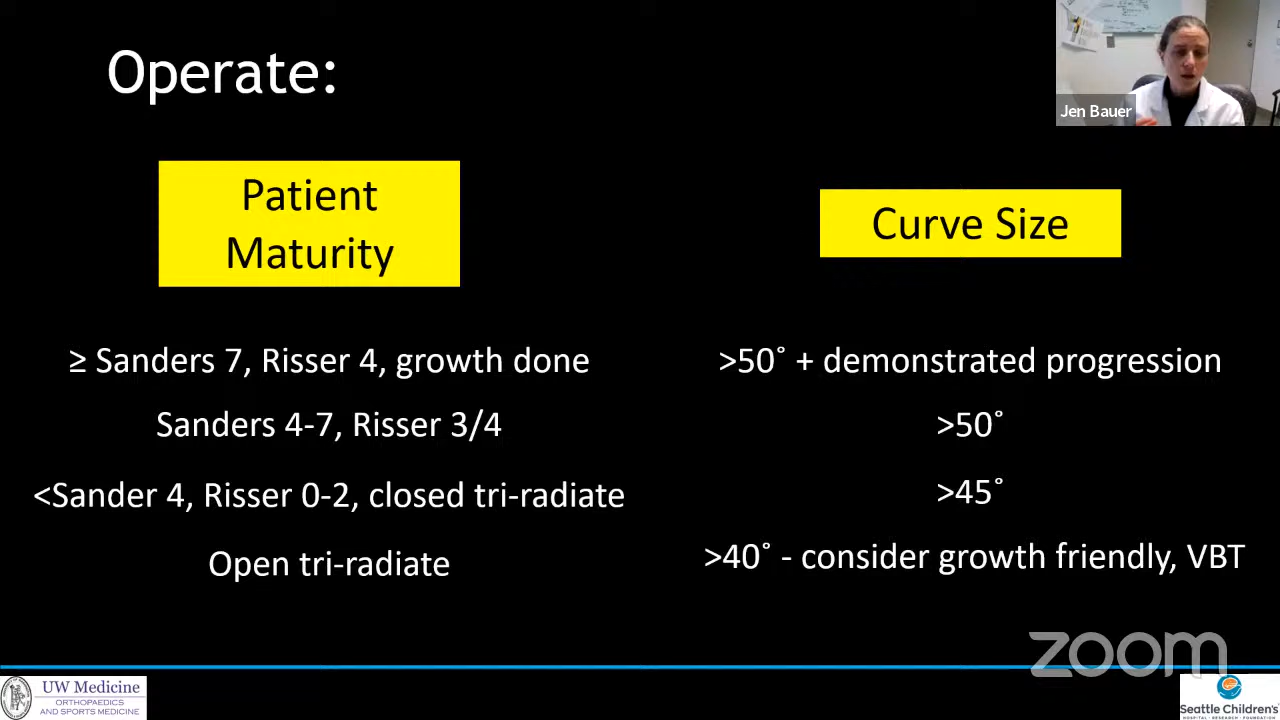 Operate:
Jen Bauer
Patient
Maturity
Curve Size
≥ Sanders 7, Risser 4, growth done
>50˚ + demonstrated progression
Sanders 4-7, Risser 3/4
>50˚
<Sander 4, Risser 0-2, closed tri-radiate
>45˚
Open tri-radiate
>40˚ - consider growth friendly, VBT
zoom
UW Medicine
ORTHOPAEDICS
AND SPORTS MEDICINE
Seattle Children's
HOSPITAL • RESEARCH • FOUNDATION